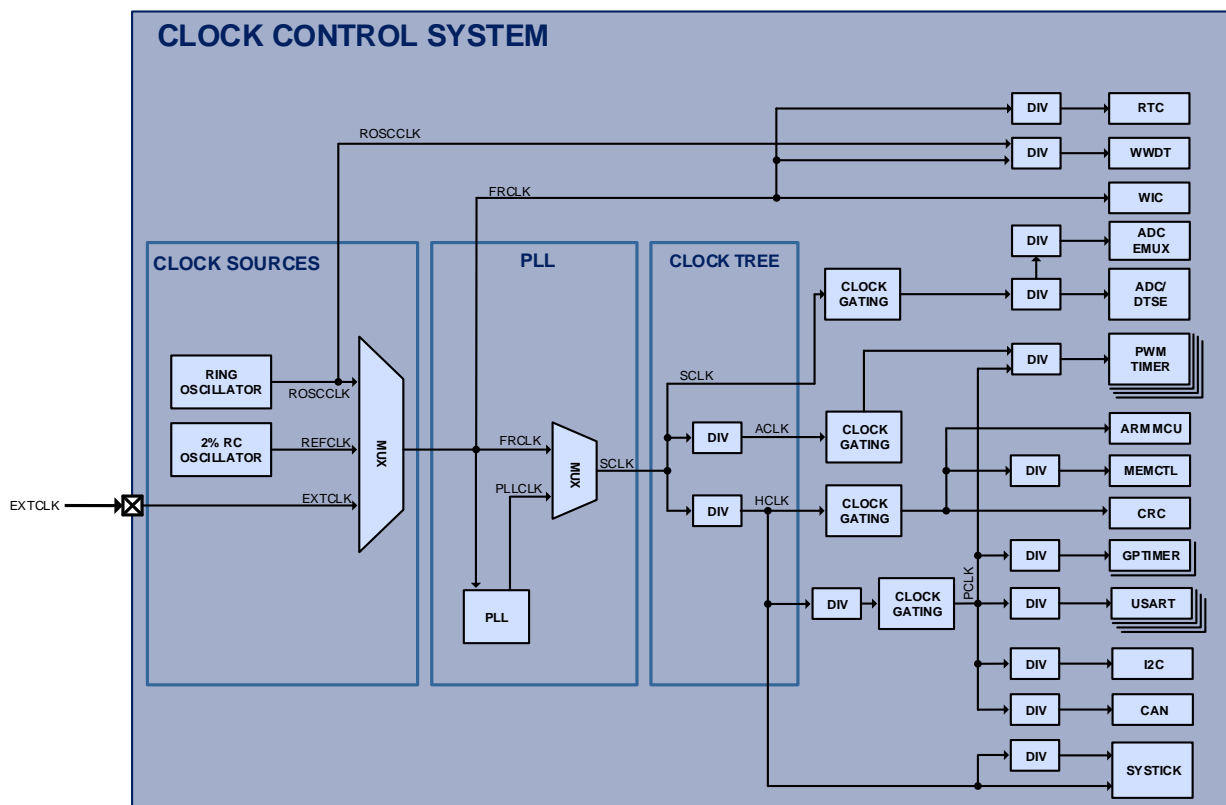 CLOCK CONTROL SYSTEM
DIV
RTC
ROSCCLK
DIV
WWDT
FRCLK
WIC
CLOCK SOURCES
PLL
CLOCK TREE
DIV
ADC
EMUX
CLOCK
GATING
DIV
ADC/
DTSE
RING
OSCILLATOR
ROSCCLK
SCLK
DIV
PWM
TIMER
2% RC
OSCILLATOR
REFCLK
MUX
FRCLK
MUX
SCLK
DIV
ACLK
CLOCK
GATING
ARM MCU
DIV
MEMCTL
EXTCLK
EXTCLK
PLLCLK
DIV
HCLK
CLOCK
GATING
CRC
PLL
DIV
CLOCK
GATING
PCLK
DIV
GPTIMER
DIV
USART
DIV
I2C
DIV
CAN
DIV
SYSTICK